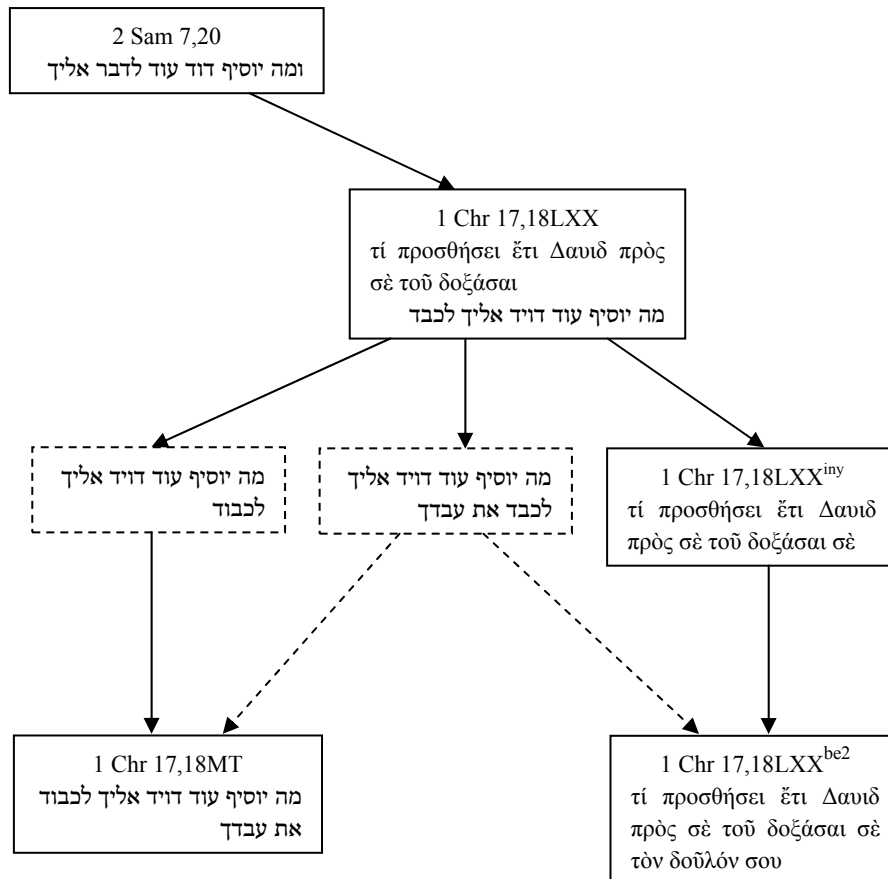 2 Sam 7,20
ומה יוסיף דוד עוד לדבר אליך
1 Chr 17,18LXX
τί προσθήσει ἔτι Δαυιδ πρὸς
σὲ τοῦ δοξάσαι
מה יוסיף עוד דויד אליך לכבד
מה יוסיף עוד דויד אליך
לכבוד
מה יוסיף עוד דויד אליך
לכבד את עבדך
1 Chr 17,18LXXiny
τί προσθήσει ἔτι Δαυιδ
πρὸς σὲ τοῦ δοξάσαι σὲ
1 Chr 17,18MT
מה יוסיף עוד דויד אליך לכבוד
את עבדך
1 Chr 17,18LXXbe2
τί προσθήσει ἔτι Δαυιδ
πρὸς σὲ τοῦ δοξάσαι σὲ
τὸν δοῦλόν σου